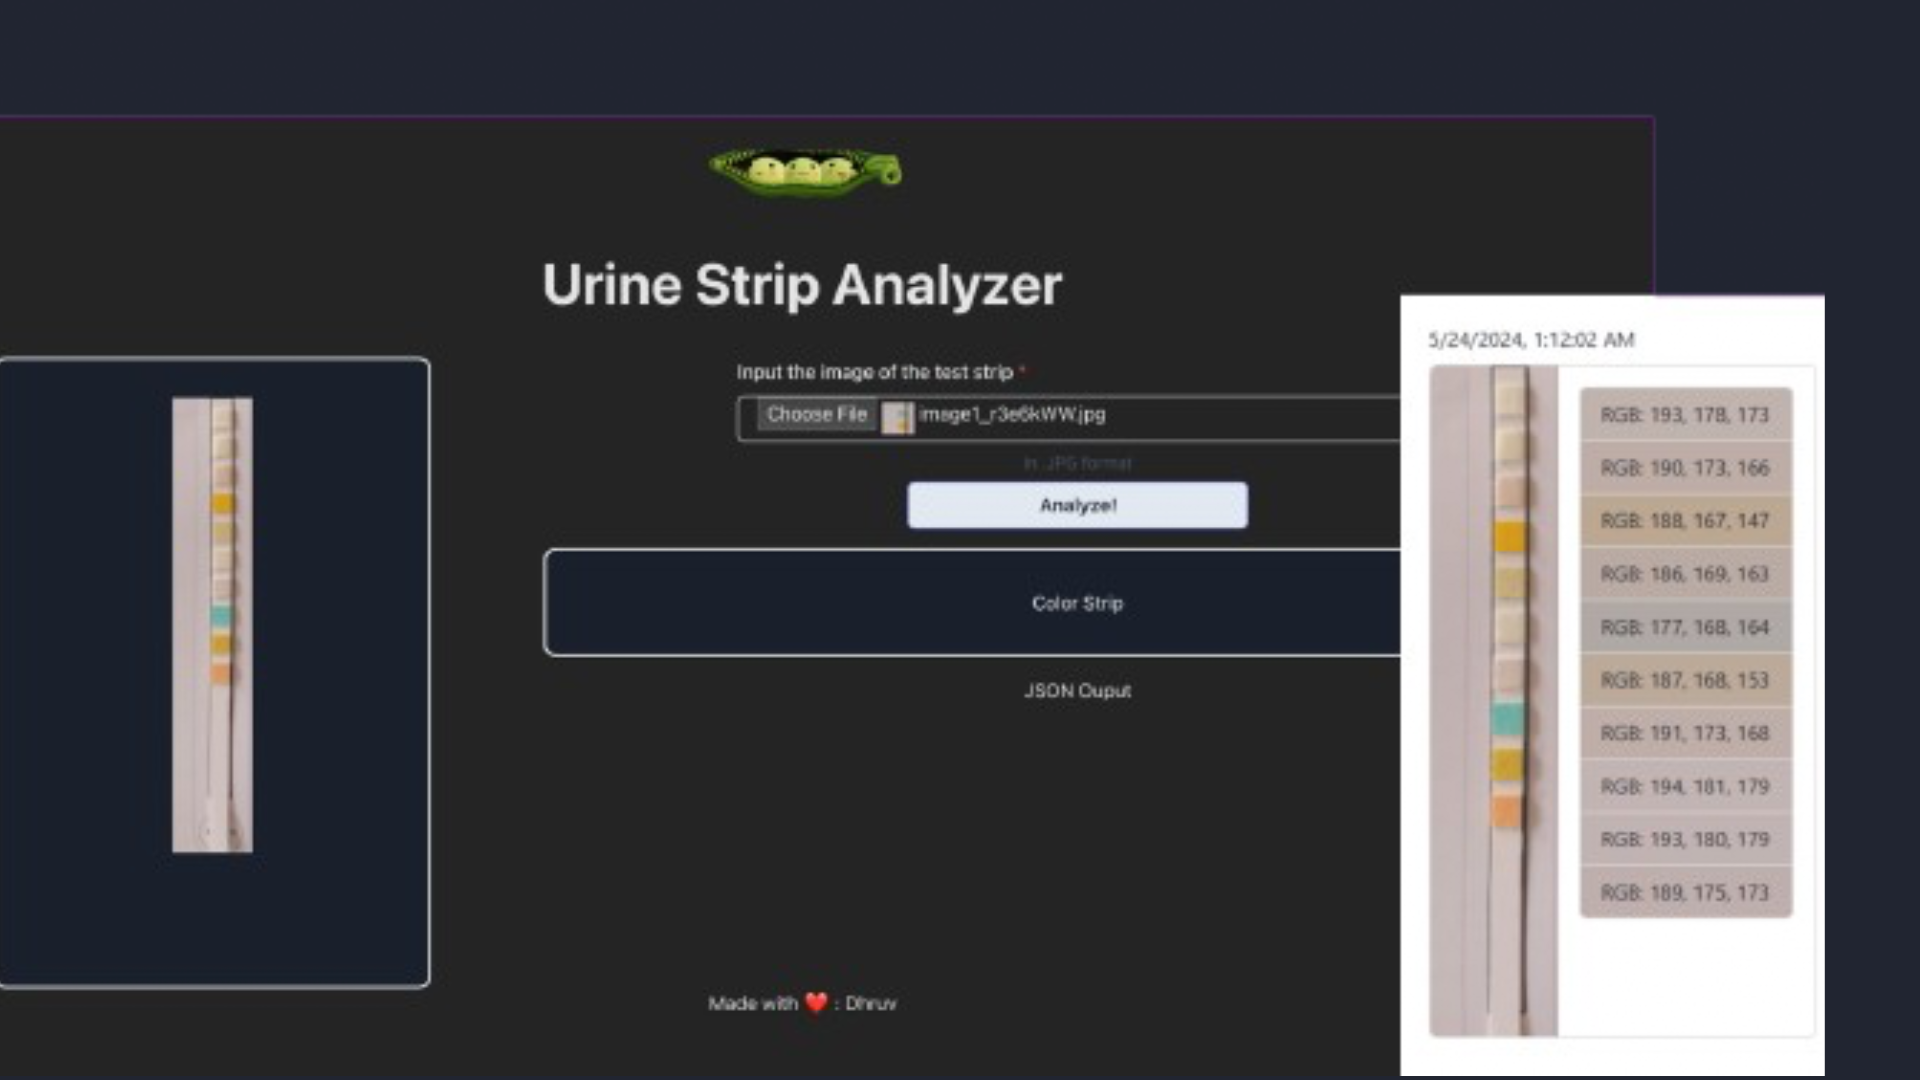 Urine Strip Analyzer
Input the image of the test strip *
Choose File image1_r3e6kWW.jpg
In .JPG format
Analyze!
Color Strip
JSON Ouput
Made with ❤️ : Dhruv
5/24/2024, 1:12:02 AM
RGB: 193, 178, 173
RGB: 190, 173, 166
RGB: 188, 167, 147
RGB: 186, 169, 163
RGB: 177, 168, 164
RGB: 187, 168, 153
RGB: 191, 173, 168
RGB: 194, 181, 179
RGB: 193, 180, 179
RGB: 189, 175, 173